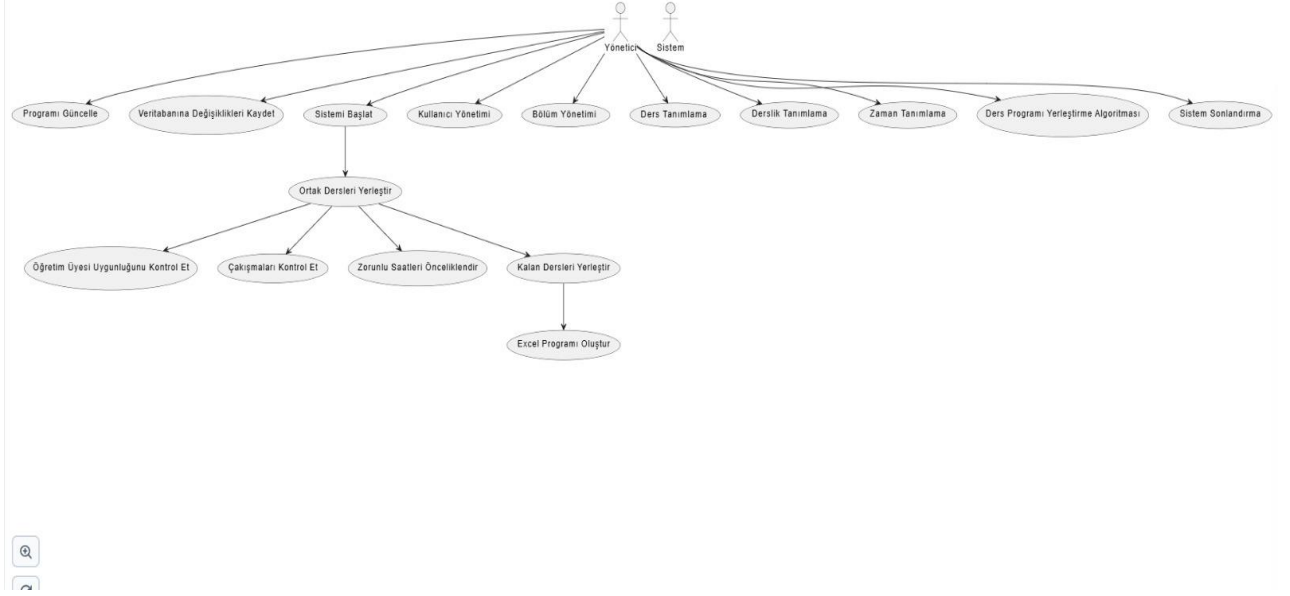 Yönetici
Sistem
Programı Güncelle
Veritabanına Değişiklikleri Kaydet
Sistemi Başlat
Kullanıcı Yönetimi
Bölüm Yönetimi
Ders Tanımlama
Derslik Tanımlama
Zaman Tanımlama
Ders Programı Yerleştirme Algoritması
Sistem Sonlandırma
Ortak Dersleri Yerleştir
Öğretim Üyesi Uygunluğunu Kontrol Et
Çakışmaları Kontrol Et
Zorunlu Saatleri Önceliklendir
Kalan Dersleri Yerleştir
Excel Programı Oluştur